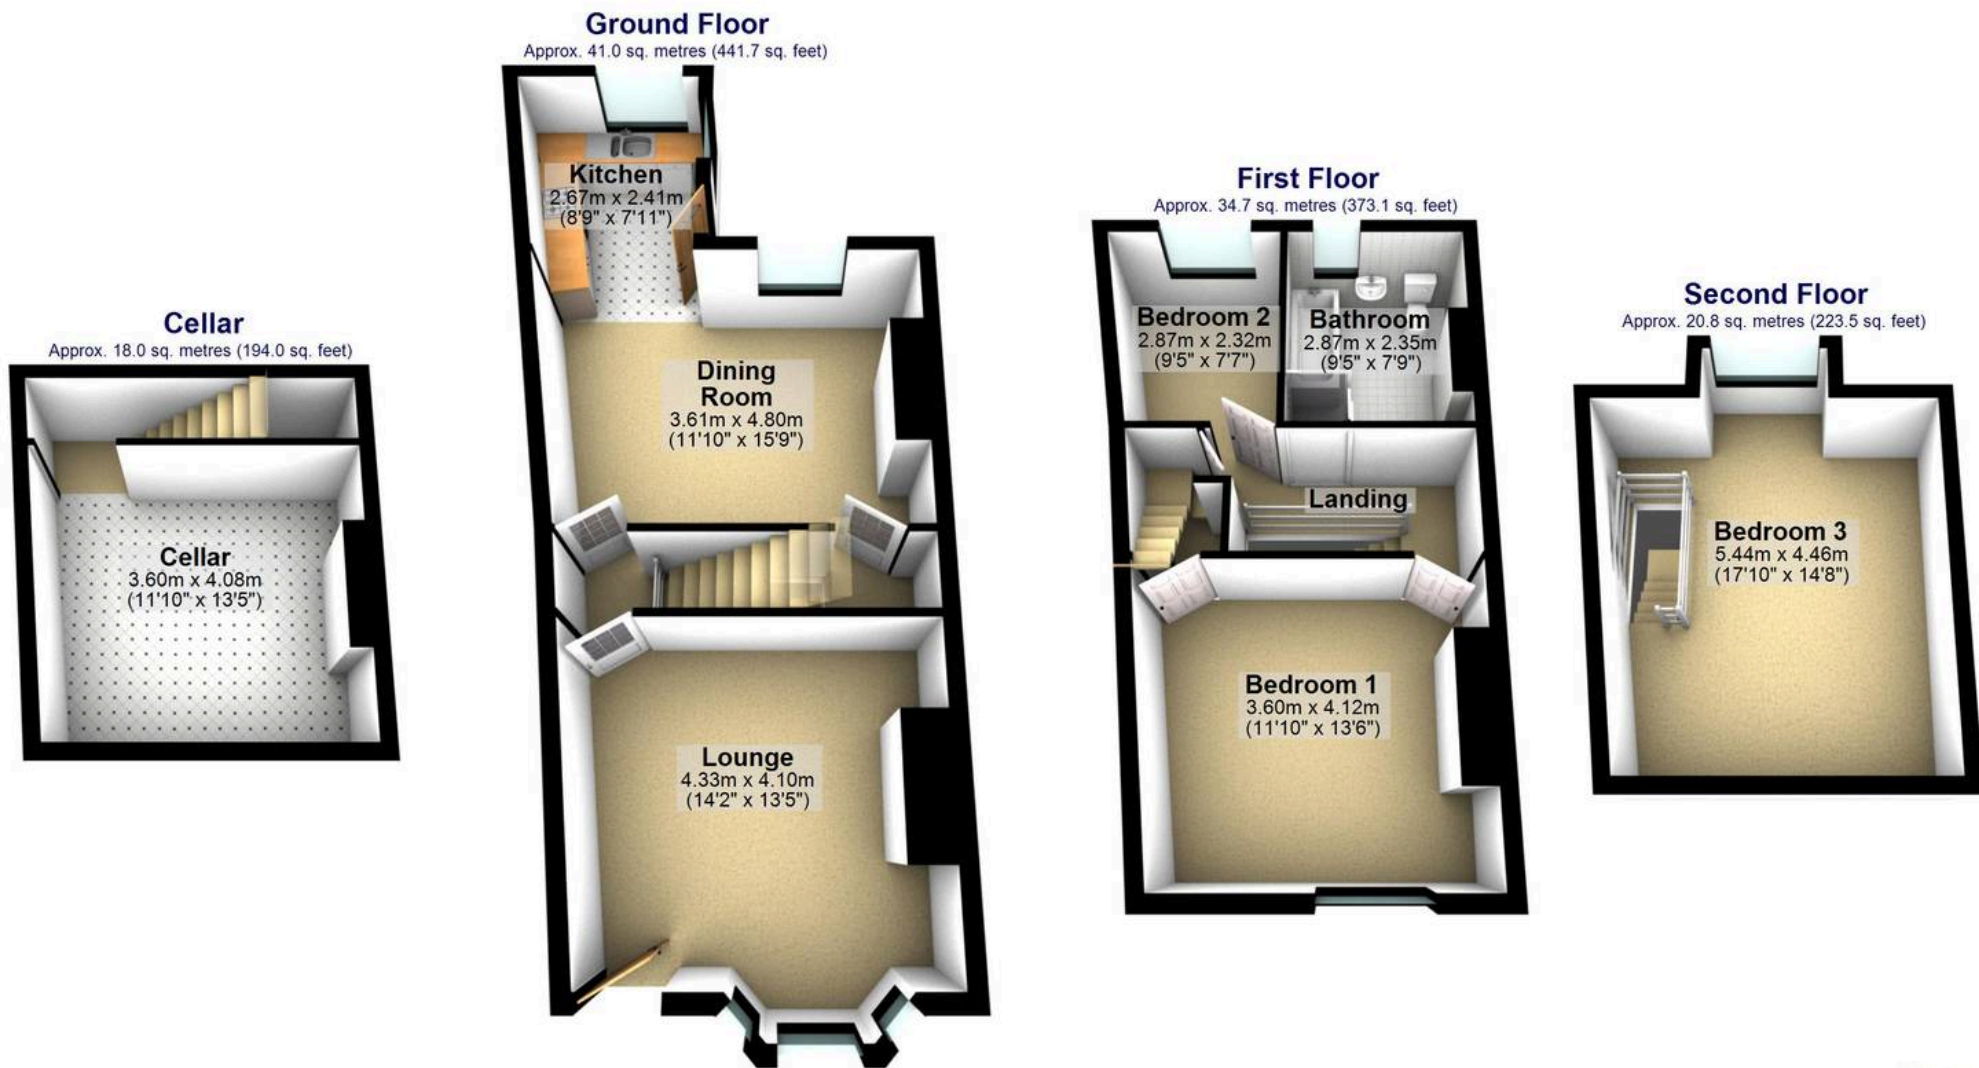 Ground Floor
Approx. 41.0 sq. metres (441.7 sq. feet)
Kitchen
2.67m x 2.41m
(8'9" x 7'11")
Dining
Room
3.61m x 4.80m
(11'10" x 15'9")
Lounge
4.33m x 4.10m
(14'2" x 13'5")
Cellar
Approx. 18.0 sq. metres (194.0 sq. feet)
Cellar
3.60m x 4.08m
(11'10" x 13'5")
First Floor
Approx. 34.7 sq. metres (373.1 sq. feet)
Bedroom 2
2.87m x 2.32m
(9'5" x 7'7")
Bathroom
2.87m x 2.35m
(9'5" x 7'9")
Landing
Bedroom 1
3.60m x 4.12m
(11'10" x 13'6")
Second Floor
Approx. 20.8 sq. metres (223.5 sq. feet)
Bedroom 3
5.44m x 4.46m
(17'10" x 14'8")